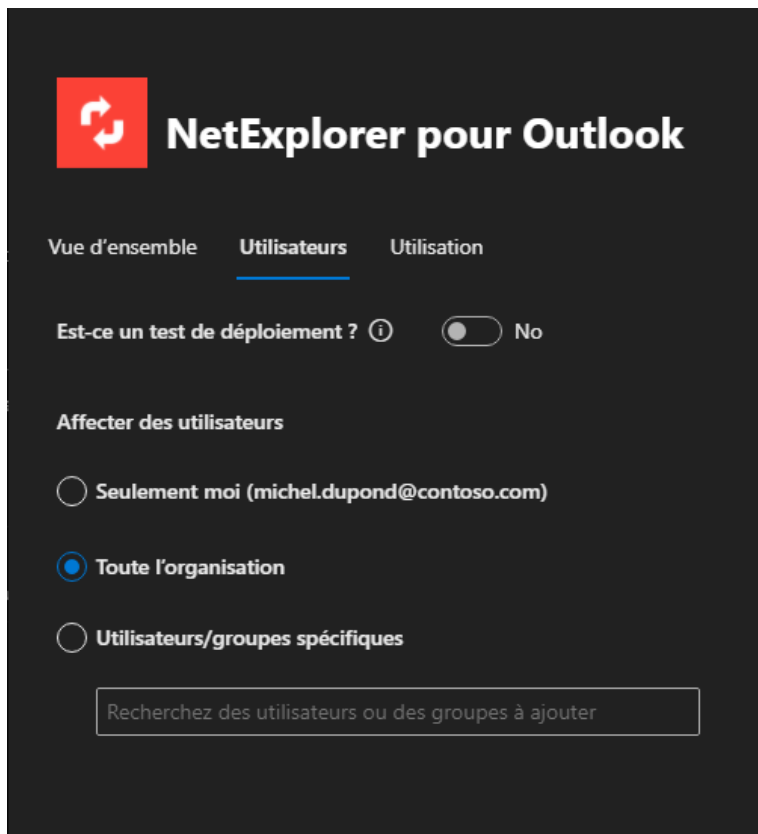 NetExplorer pour Outlook
Vue d'ensemble Utilisateurs Utilisation
Est-ce un test de déploiement ? No
Affecter des utilisateurs
Seulement moi (michel.dupond@contoso.com)
Toute l'organisation
Utilisateurs/groupes spécifiques
Recherchez des utilisateurs ou des groupes à ajouter